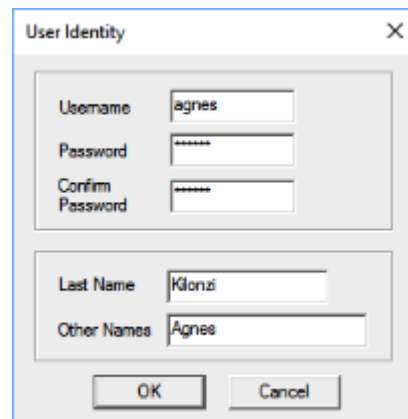 User Identity
Username agnes
Password ******
Confirm Password ******
Last Name Kilonzi
Other Names Agnes
OK Cancel